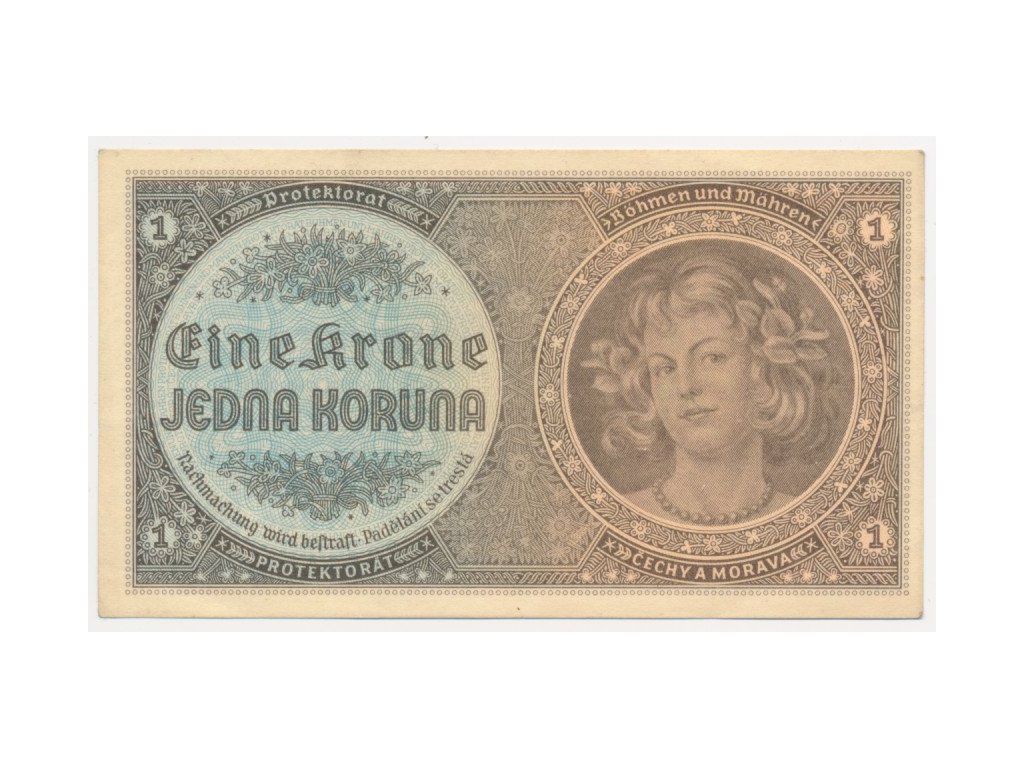 Protektorat
Böhmen und Mähren
1
1
Eine Krone
JEDNA KORUNA
Nachmachung wird bestraft · Padělání se trestá
1
1
PROTEKTORÁT
ČECHY A MORAVA